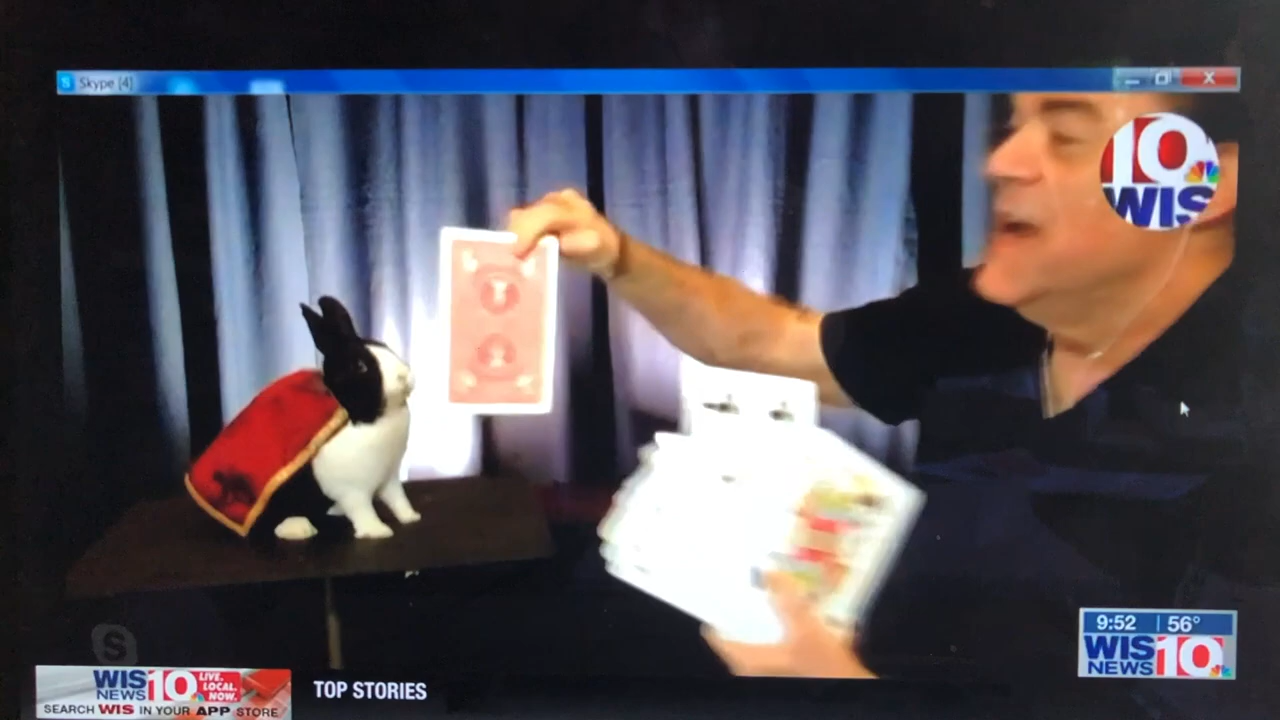 Skype [4]
10
WIS
9:52 56°
WIS
NEWS 10
WIS
NEWS 10
LIVE.
LOCAL.
NOW.
SEARCH WIS IN YOUR APP STORE
TOP STORIES